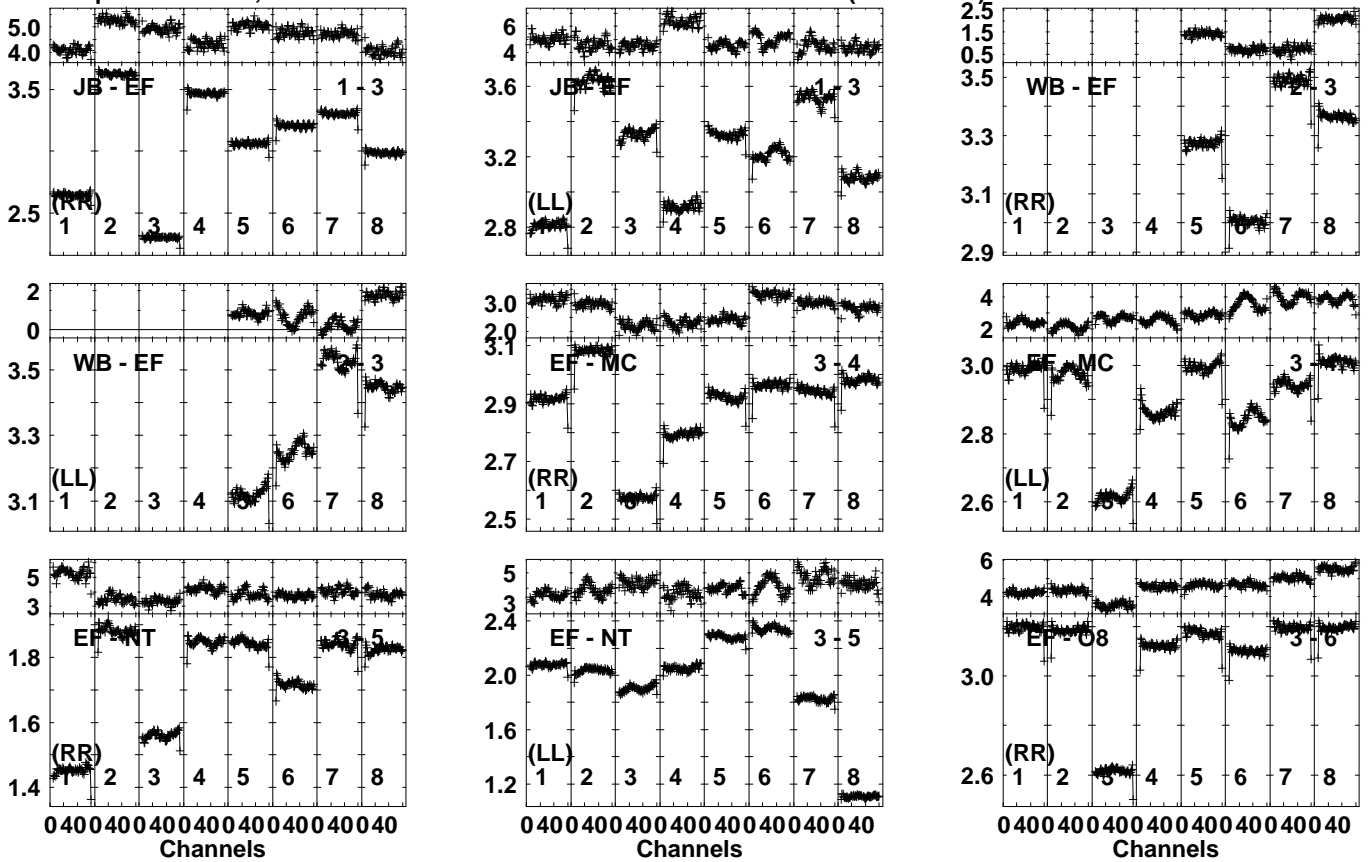 5.0
4.0
JB - EF 1 - 3
3.5
2.5
(RR)
1 2 3 4 5 6 7 8
6
4
JB - EF 1 - 3
3.6
3.2
2.8
(LL)
1 2 3 4 5 6 7 8
2.5
1.5
0.5
WB - EF 2 - 3
3.5
3.3
3.1
2.9
(RR)
1 2 3 4 5 6 7 8
2
0
WB - EF 2 - 3
3.5
3.3
3.1
(LL)
1 2 3 4 5 6 7 8
3.0
2.0
EF - MC 3 - 4
3.1
2.9
2.7
2.5
(RR)
1 2 3 4 5 6 7 8
4
2
EF - MC 3 -
3.0
2.8
2.6
(LL)
1 2 3 4 5 6 7 8
5
3
EF - NT 3 - 5
1.8
1.6
1.4
(RR)
1 2 3 4 5 6 7 8
0 40 0 40 0 40 0 40 0 40 0 40 0 40 0 40
Channels
5
3
EF - NT 3 - 5
2.4
2.0
1.6
1.2
(LL)
1 2 3 4 5 6 7 8
0 40 0 40 0 40 0 40 0 40 0 40 0 40 0 40
Channels
6
4
EF - O8 3 - 6
3.0
2.6
(RR)
1 2 3 4 5 6 7 8
0 40 0 40 0 40 0 40 0 40 0 40 0 40 0 40
Channels